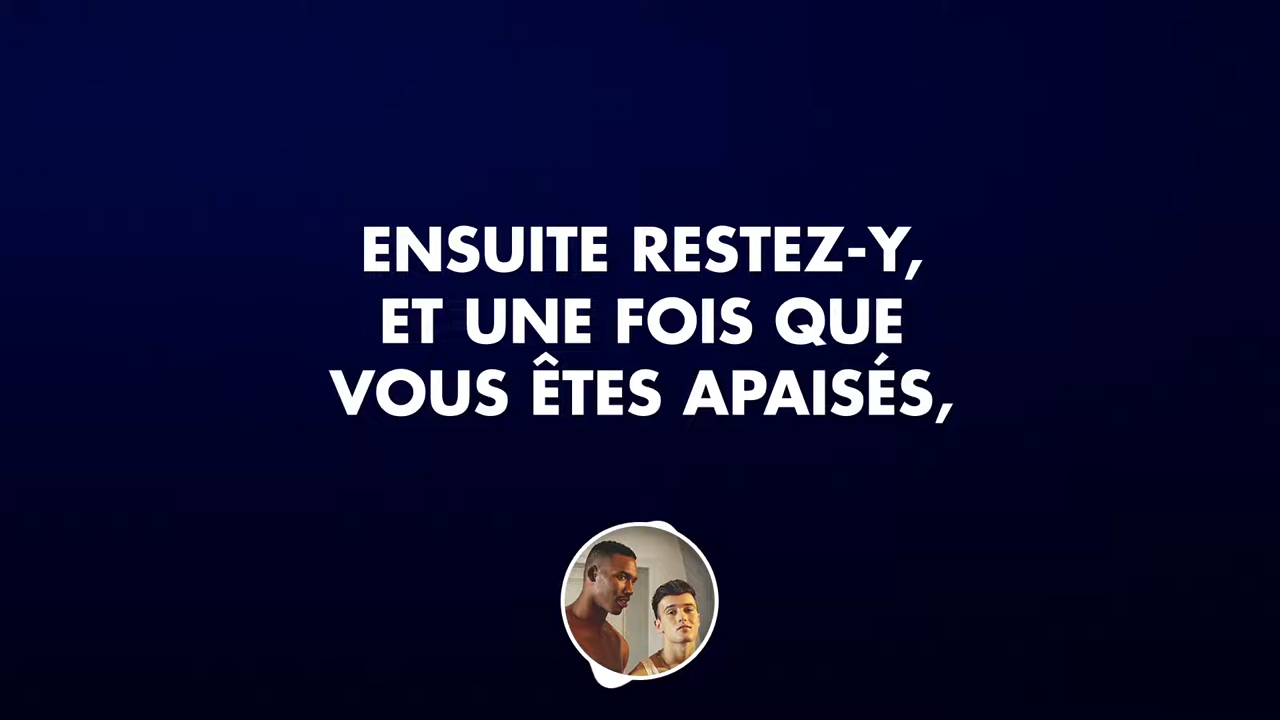 ENSUITE RESTEZ-Y,
ET UNE FOIS QUE
VOUS ÊTES APAISÉS,